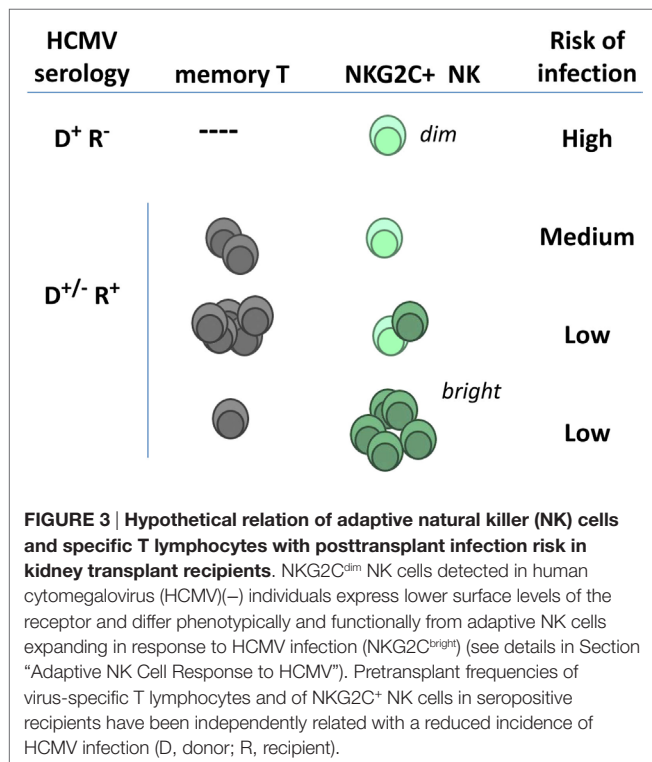 HCMV serology memory T NKG2C+ NK Risk of infection
D⁺ R⁻ ---- dim High
Medium
D⁺/⁻ R⁺
Low
bright
Low
FIGURE 3 | Hypothetical relation of adaptive natural killer (NK) cells
and specific T lymphocytes with posttransplant infection risk in
kidney transplant recipients. NKG2Cᵈⁱᵐ NK cells detected in human
cytomegalovirus (HCMV)(−) individuals express lower surface levels of the
receptor and differ phenotypically and functionally from adaptive NK cells
expanding in response to HCMV infection (NKG2Cᵇʳⁱᵍʰᵗ) (see details in Section
“Adaptive NK Cell Response to HCMV”). Pretransplant frequencies of
virus-specific T lymphocytes and of NKG2C⁺ NK cells in seropositive
recipients have been independently related with a reduced incidence of
HCMV infection (D, donor; R, recipient).